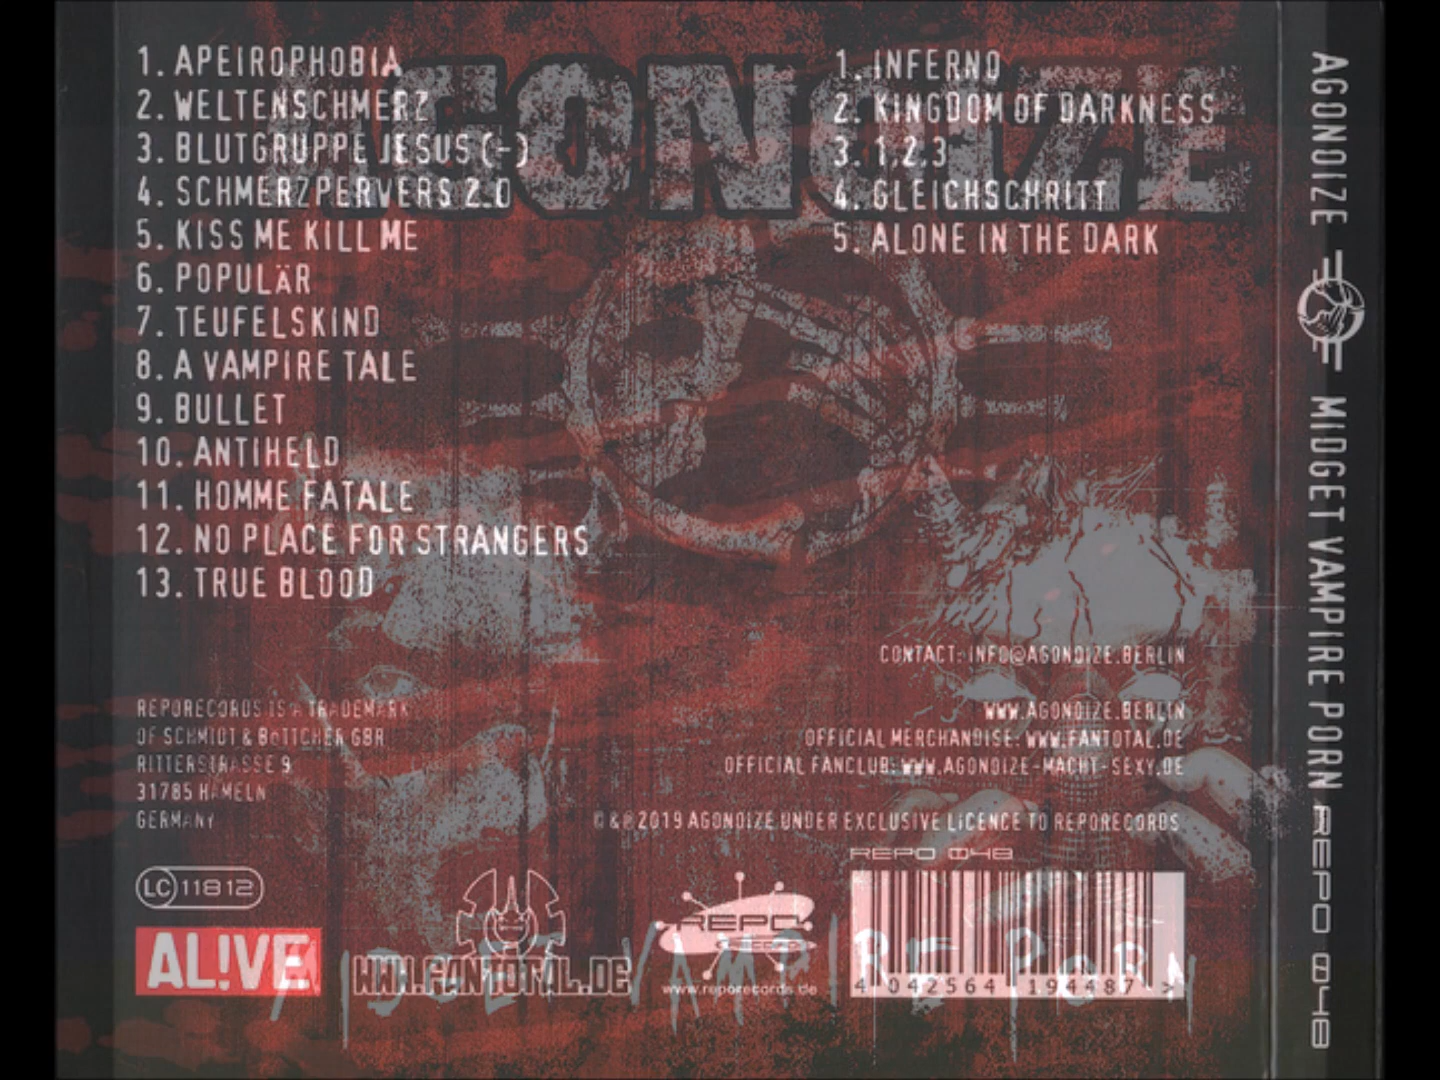 AGONOIZE
1. APEIROPHOBIA
2. WELTENSCHMERZ
3. BLUTGRUPPE JESUS (-)
4. SCHMERZPERVERS 2.0
5. KISS ME KILL ME
6. POPULÄR
7. TEUFELSKIND
8. A VAMPIRE TALE
9. BULLET
10. ANTIHELD
11. HOMME FATALE
12. NO PLACE FOR STRANGERS
13. TRUE BLOOD
1. INFERNO
2. KINGDOM OF DARKNESS
3. 1,2,3
4. GLEICHSCHRITT
5. ALONE IN THE DARK
REPORECORDS IS A TRADEMARK
OF SCHMIDT & BöTTCHER GBR
RITTERSTRASSE 9
31785 HAMELN
GERMANY
CONTACT: INFO@AGONOIZE.BERLIN
WWW.AGONOIZE.BERLIN
OFFICIAL MERCHANDISE: WWW.FANTOTAL.DE
OFFICIAL FANCLUB: WWW.AGONOIZE-MACHT-SEXY.DE
© & ℗ 2019 AGONOIZE UNDER EXCLUSIVE LiCENCE TO REPORECORDS
REPO 048
LC 11812
AL!VE
WWW.FANTOTAL.DE
REPO
www.reporecords.de
4 042564 194487 >
MIDGET VAMPIRE PORN
AGONOIZE MIDGET VAMPIRE PORN REPO 048